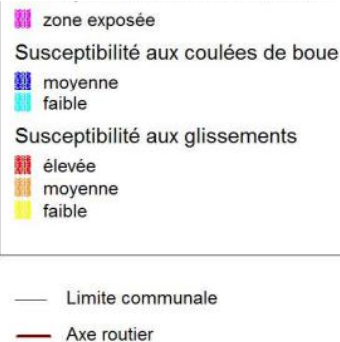 zone exposée
Susceptibilité aux coulées de boue
moyenne
faible
Susceptibilité aux glissements
élevée
moyenne
faible
Limite communale
Axe routier